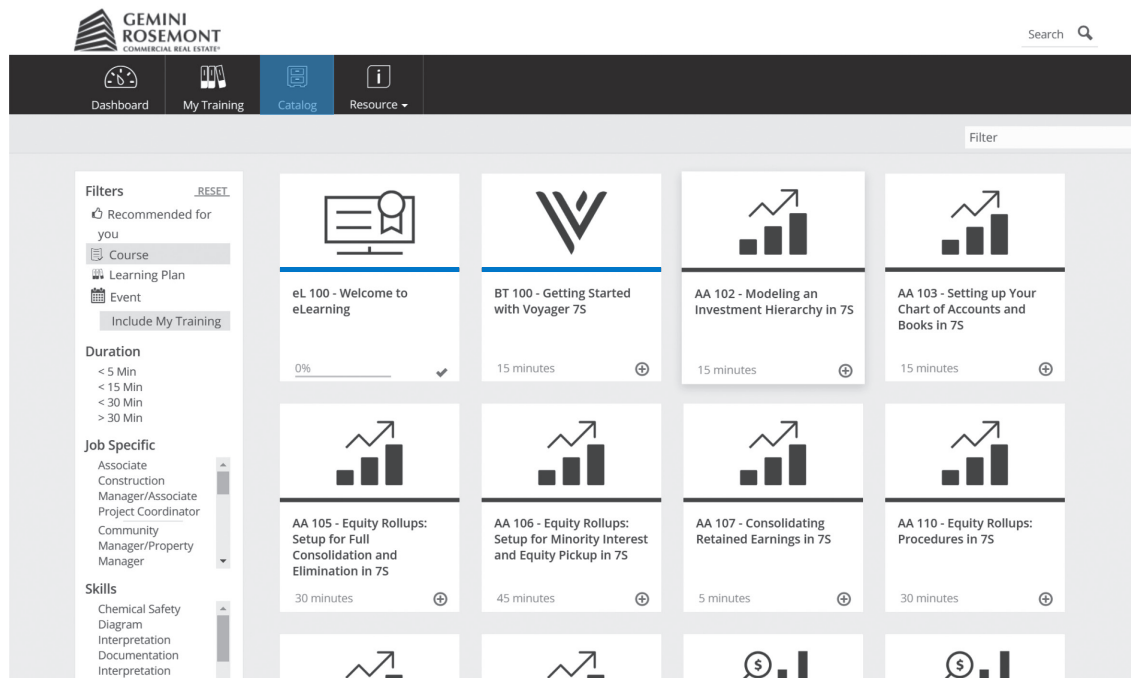 GEMINI
ROSEMONT
COMMERCIAL REAL ESTATE®
Search
Dashboard
My Training
Catalog
Resource
Filter
Filters
RESET
Recommended for
you
Course
Learning Plan
Event
Include My Training
Duration
< 5 Min
< 15 Min
< 30 Min
> 30 Min
Job Specific
Associate
Construction
Manager/Associate
Project Coordinator
Community
Manager/Property
Manager
Skills
Chemical Safety
Diagram
Interpretation
Documentation
Interpretation
eL 100 - Welcome to
eLearning
0%
BT 100 - Getting Started
with Voyager 7S
15 minutes
AA 102 - Modeling an
Investment Hierarchy in 7S
15 minutes
AA 103 - Setting up Your
Chart of Accounts and
Books in 7S
15 minutes
AA 105 - Equity Rollups:
Setup for Full
Consolidation and
Elimination in 7S
30 minutes
AA 106 - Equity Rollups:
Setup for Minority Interest
and Equity Pickup in 7S
45 minutes
AA 107 - Consolidating
Retained Earnings in 7S
5 minutes
AA 110 - Equity Rollups:
Procedures in 7S
30 minutes